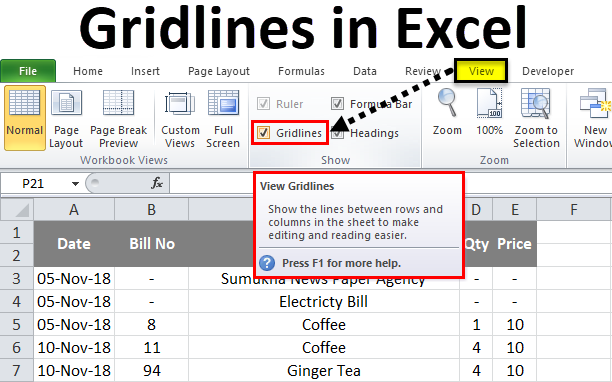 Gridlines in Excel
File Home Insert Page Layout Formulas Data Review View Developer
Ruler Formula Bar
Gridlines Headings
Normal Page Layout Page Break Preview Custom Views Full Screen Zoom 100% Zoom to Selection New Window
Workbook Views Show Zoom
P21 fx
View Gridlines
Show the lines between rows and
columns in the sheet to make
editing and reading easier.
Press F1 for more help.
A B D E F
1
2
Date Bill No Qty Price
3 05-Nov-18 - Sumukha News Paper Agency - -
4 05-Nov-18 - Electricty Bill - -
5 05-Nov-18 8 Coffee 1 10
6 10-Nov-18 11 Coffee 4 10
7 10-Nov-18 94 Ginger Tea 4 10